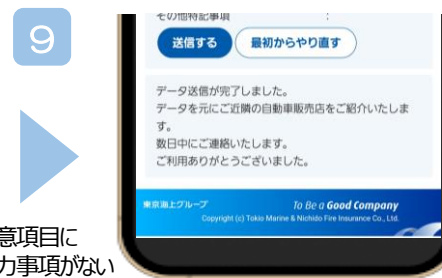 9
その他特記事項 :
送信する 最初からやり直す
データ送信が完了しました。
データを元にご近隣の自動車販売店をご紹介いたしま
す。
数日中にご連絡いたします。
ご利用ありがとうございました。
東京海上グループ To Be a Good Company
Copyright (c) Tokio Marine & Nichido Fire Insurance Co., Ltd.
意項目に
力事項がない